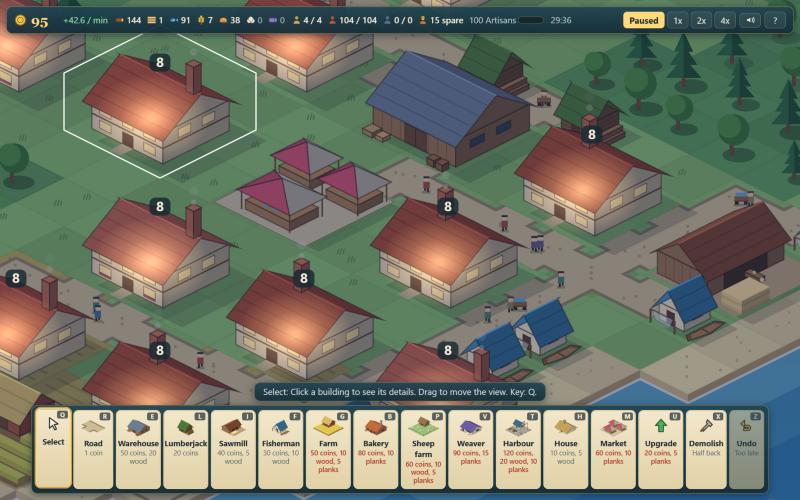 95 +42.6 / min 144 1 91 7 38 0 0 4 / 4 104 / 104 0 / 0 15 spare 100 Artisans 29:36 Paused 1x 2x 4x ?
8
8
8
8
8
8
8
8
Select: Click a building to see its details. Drag to move the view. Key: Q.
Q
Select
R
Road
1 coin
E
Warehouse
50 coins, 20
wood
L
Lumberjack
20 coins
I
Sawmill
40 coins, 5
wood
F
Fisherman
30 coins, 10
wood
G
Farm
50 coins, 10
wood, 5
planks
B
Bakery
80 coins, 10
planks
P
Sheep
farm
60 coins, 10
wood, 5
planks
V
Weaver
90 coins, 15
planks
T
Harbour
120 coins,
20 wood, 10
planks
H
House
10 coins, 5
wood
M
Market
60 coins, 10
planks
U
Upgrade
20 coins, 5
planks
X
Demolish
Half back
Z
Undo
Too late